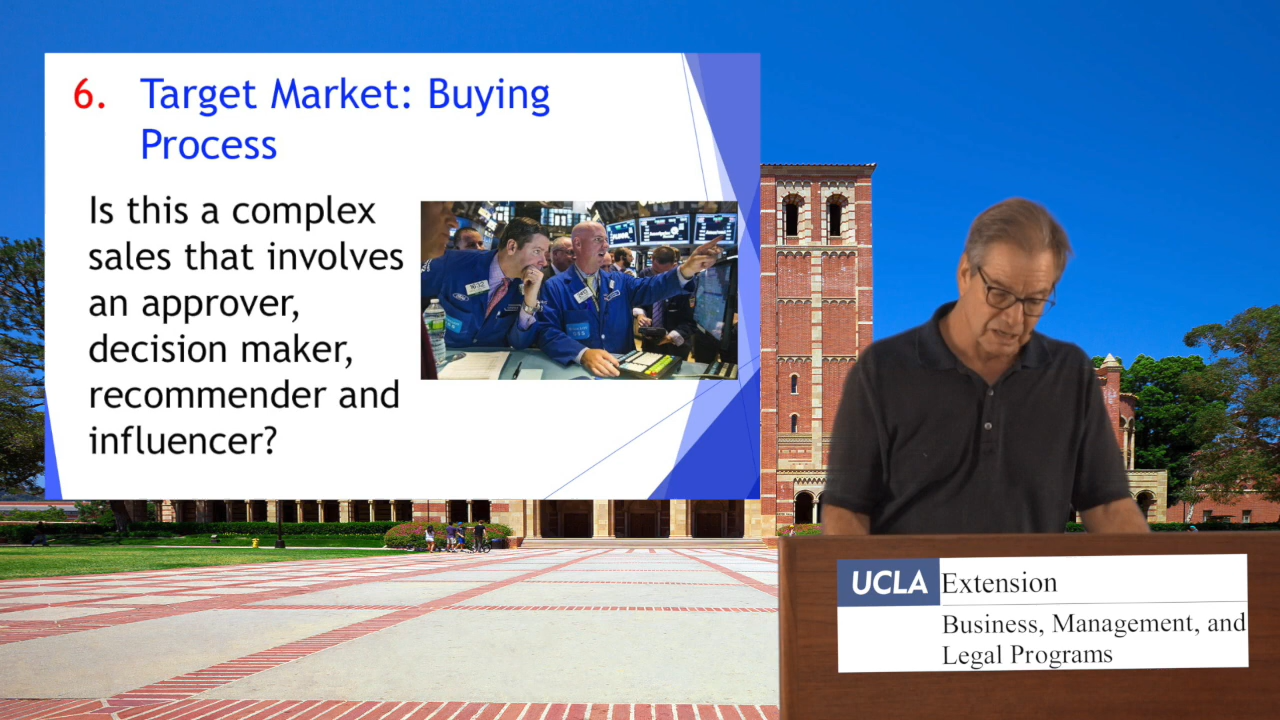 6. Target Market: Buying
Process
Is this a complex
sales that involves
an approver,
decision maker,
recommender and
influencer?
UCLA Extension
Business, Management, and
Legal Programs